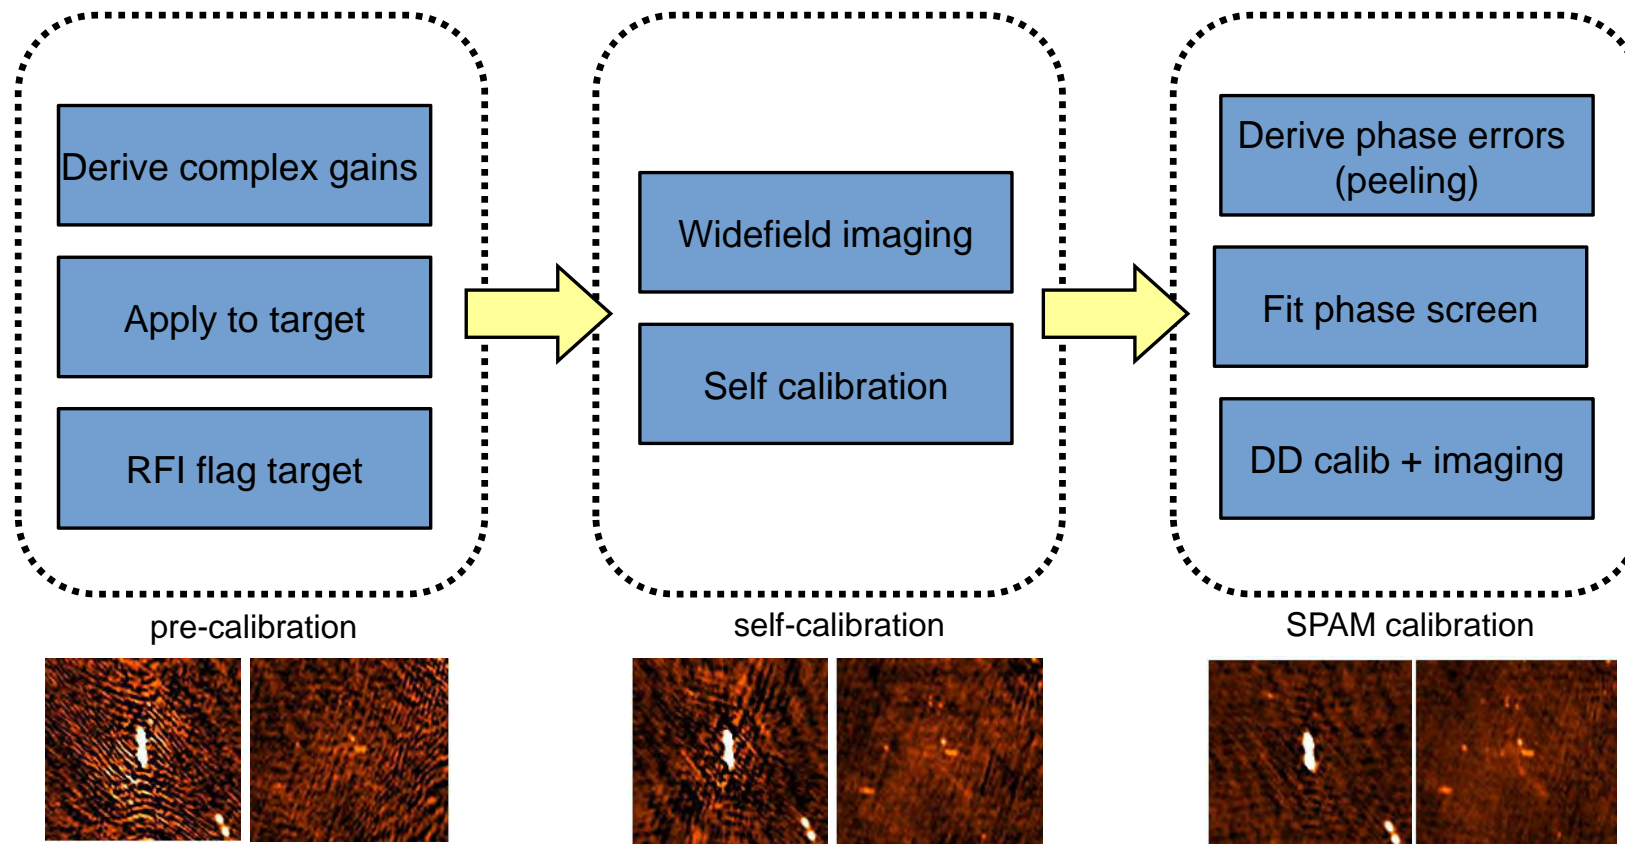 Derive complex gains
Apply to target
RFI flag target
pre-calibration
Widefield imaging
Self calibration
self-calibration
Derive phase errors
(peeling)
Fit phase screen
DD calib + imaging
SPAM calibration